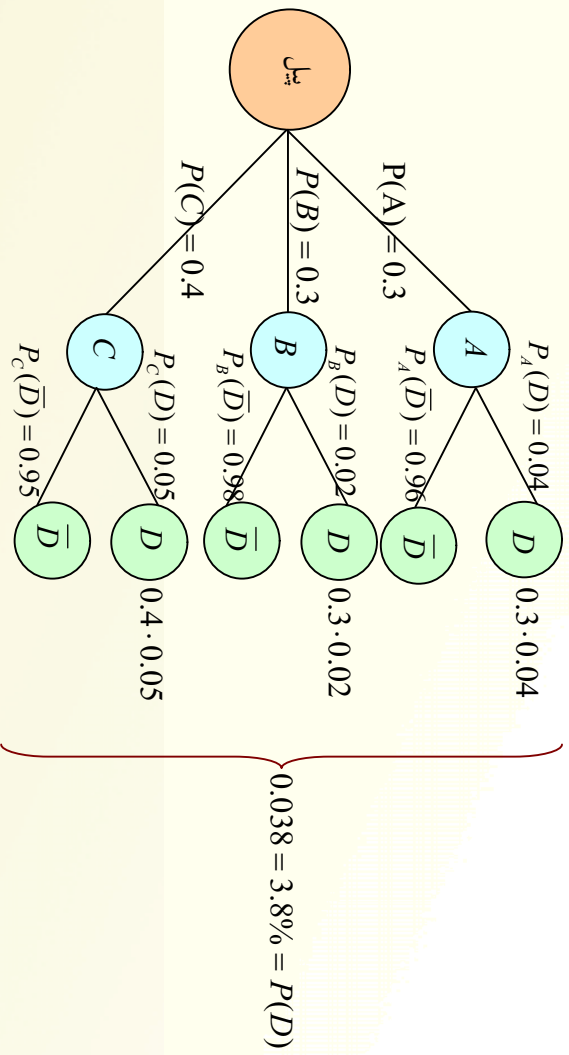 پیل
P(A) = 0.3
P(B) = 0.3
P(C) = 0.4
A
B
C
P_A(D) = 0.04
P_A(D̅) = 0.96
P_B(D) = 0.02
P_B(D̅) = 0.98
P_C(D) = 0.05
P_C(D̅) = 0.95
D
D̅
D
D̅
D
D̅
0.3·0.04
0.3·0.02
0.4·0.05
0.038 = 3.8% = P(D)